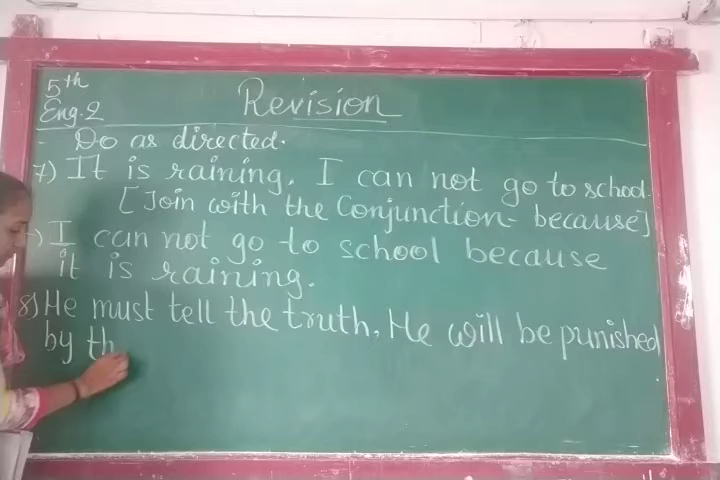 5th
Eng.2
Revision
Do as directed.
7) It is raining. I can not go to school.
[Join with the Conjunction- because]
→) I can not go to school because
it is raining.
8) He must tell the truth. He will be punished
by th